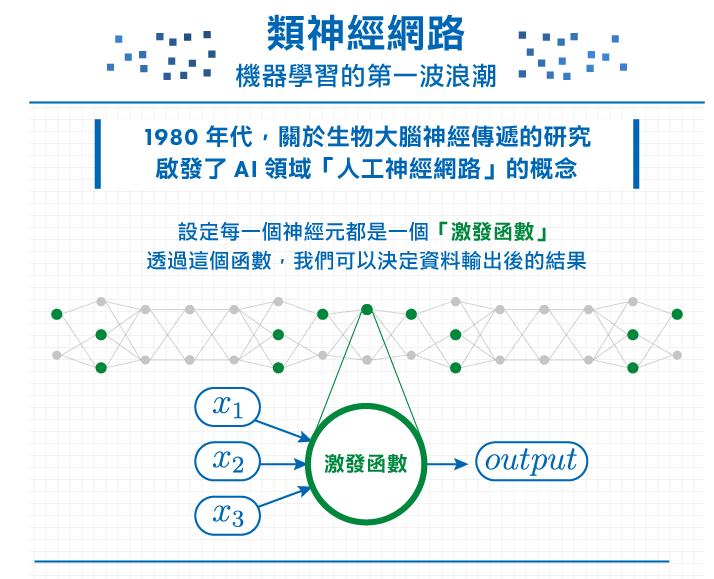 類神經網路
機器學習的第一波浪潮
1980 年代，關於生物大腦神經傳遞的研究
啟發了 AI 領域「人工神經網路」的概念
設定每一個神經元都是一個「激發函數」
透過這個函數，我們可以決定資料輸出後的結果
x1
x2
激發函數
output
x3